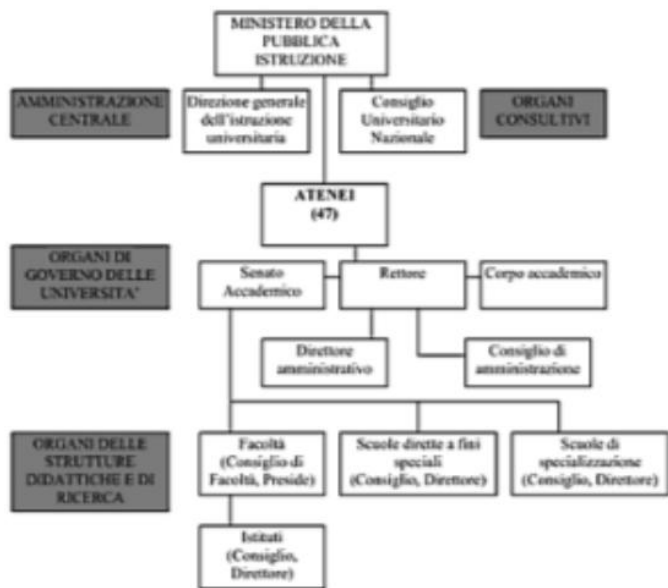 MINISTERO DELLA
PUBBLICA
ISTRUZIONE
AMMINISTRAZIONE
CENTRALE
Direzione generale
dell'istruzione
universitaria
Consiglio
Universitario
Nazionale
ORGANI
CONSULTIVI
ATENEI
(47)
ORGANI DI
GOVERNO DELLE
UNIVERSITA'
Senato
Accademico
Rettore
Corpo accademico
Direttore
amministrativo
Consiglio di
amministrazione
ORGANI DELLE
STRUTTURE
DIDATTICHE E DI
RICERCA
Facoltà
(Consiglio di
Facoltà, Preside)
Scuole dirette a fini
speciali
(Consiglio, Direttore)
Scuole di
specializzazione
(Consiglio, Direttore)
Istituti
(Consiglio,
Direttore)